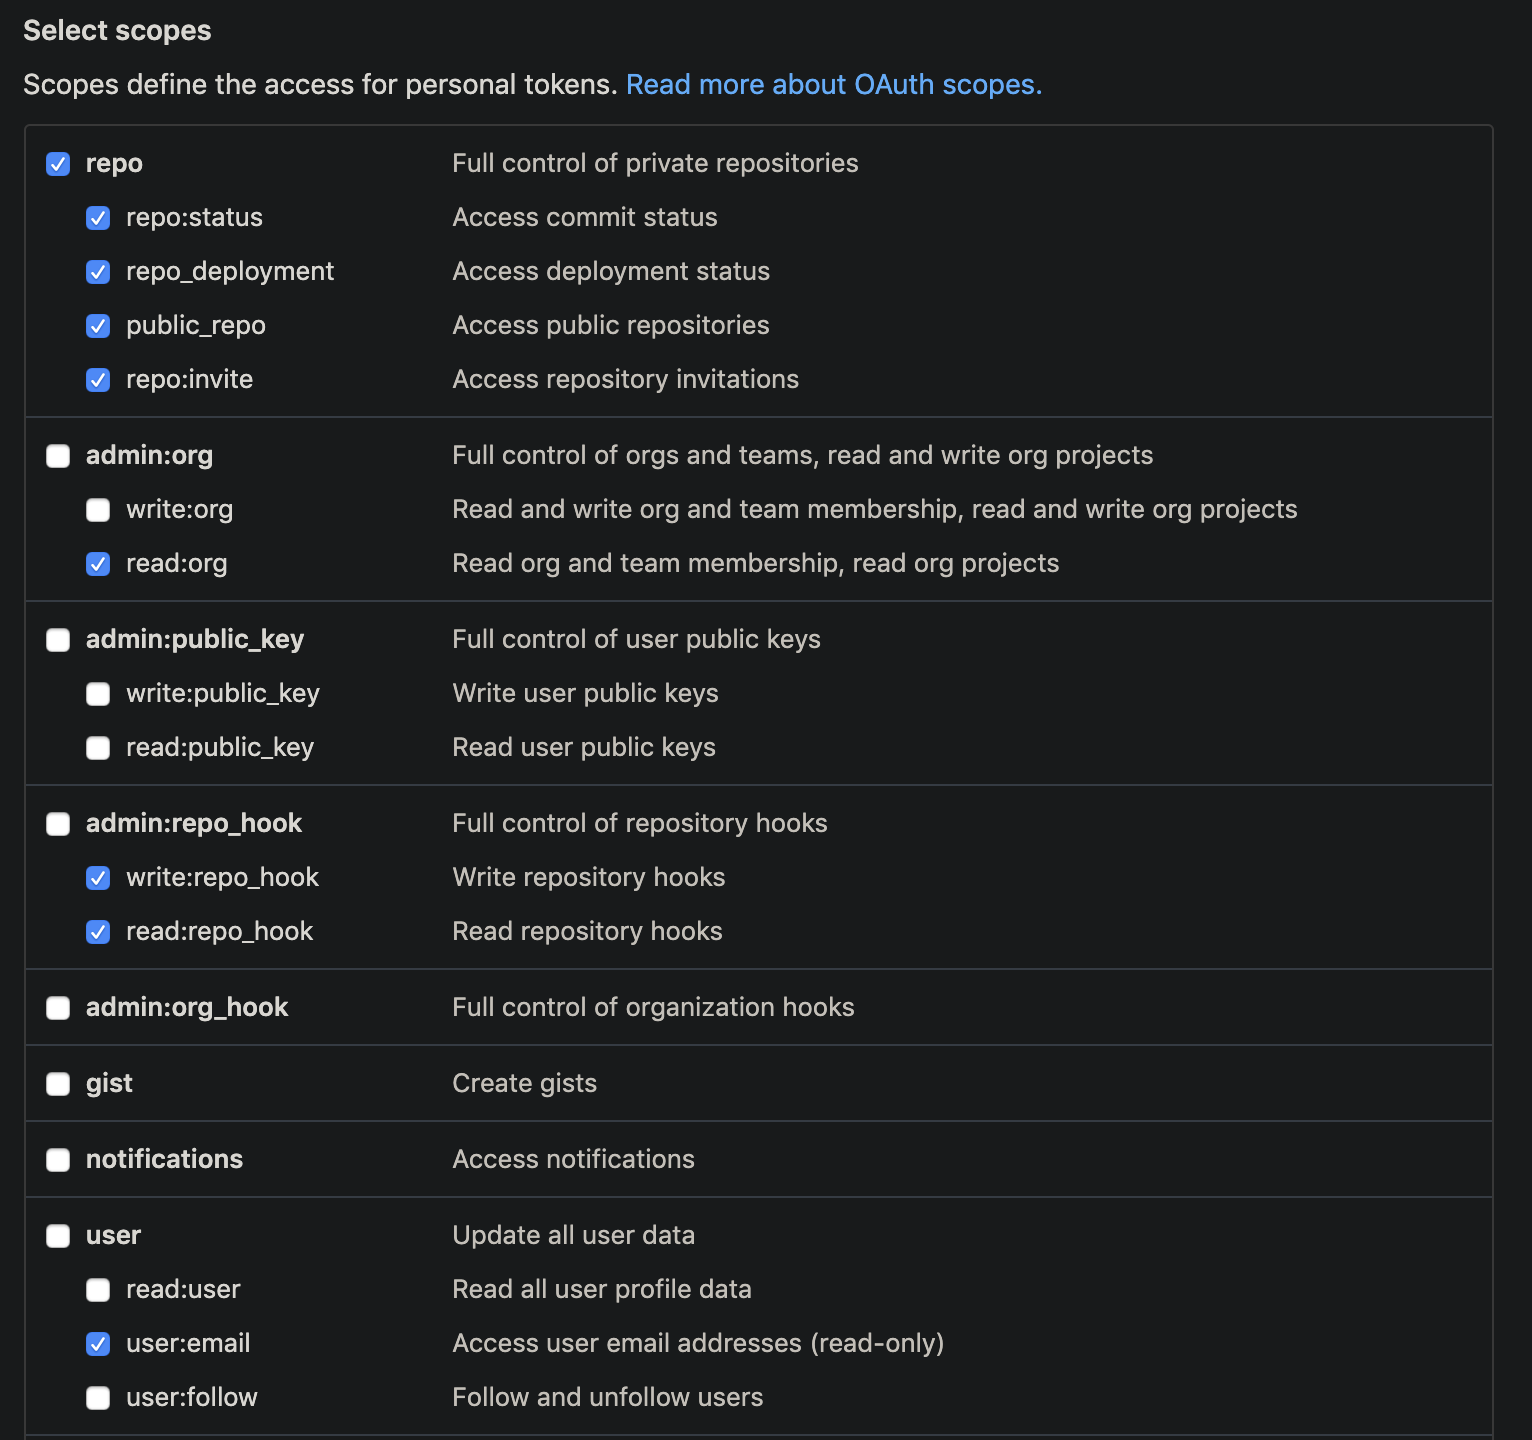 Select scopes
Scopes define the access for personal tokens. Read more about OAuth scopes.
repo Full control of private repositories
repo:status Access commit status
repo_deployment Access deployment status
public_repo Access public repositories
repo:invite Access repository invitations
admin:org Full control of orgs and teams, read and write org projects
write:org Read and write org and team membership, read and write org projects
read:org Read org and team membership, read org projects
admin:public_key Full control of user public keys
write:public_key Write user public keys
read:public_key Read user public keys
admin:repo_hook Full control of repository hooks
write:repo_hook Write repository hooks
read:repo_hook Read repository hooks
admin:org_hook Full control of organization hooks
gist Create gists
notifications Access notifications
user Update all user data
read:user Read all user profile data
user:email Access user email addresses (read-only)
user:follow Follow and unfollow users